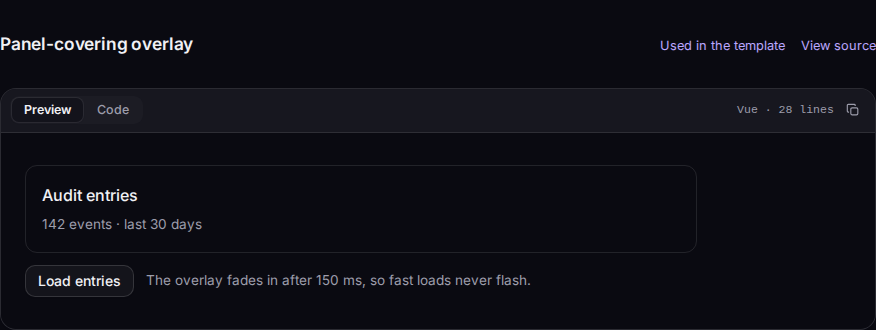 Panel-covering overlay
Used in the template View source
Preview Code Vue · 28 lines
Audit entries
142 events · last 30 days
Load entries The overlay fades in after 150 ms, so fast loads never flash.